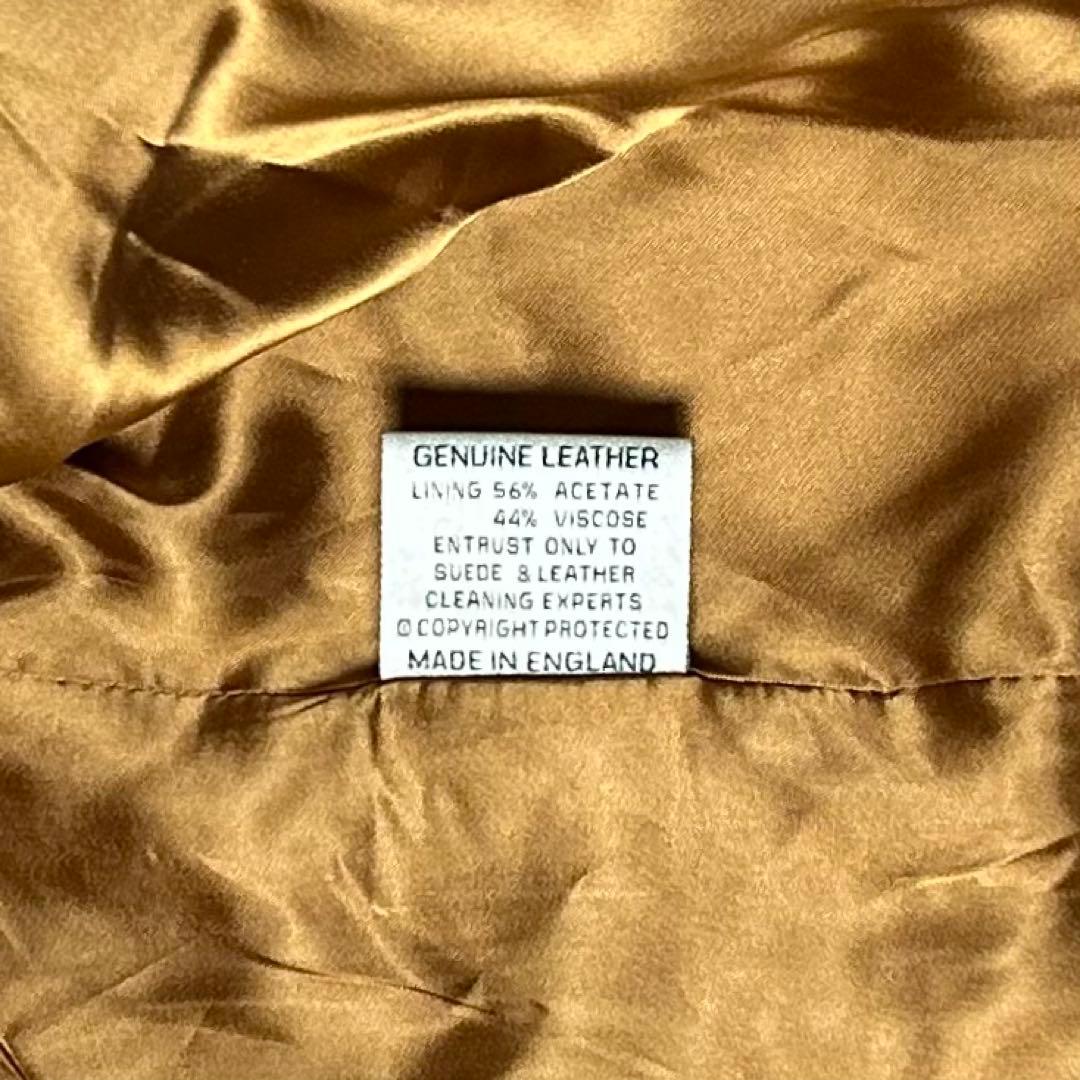 GENUINE LEATHER
LINING 56% ACETATE
44% VISCOSE
ENTRUST ONLY TO
SUEDE & LEATHER
CLEANING EXPERTS
© COPYRIGHT PROTECTED
MADE IN ENGLAND